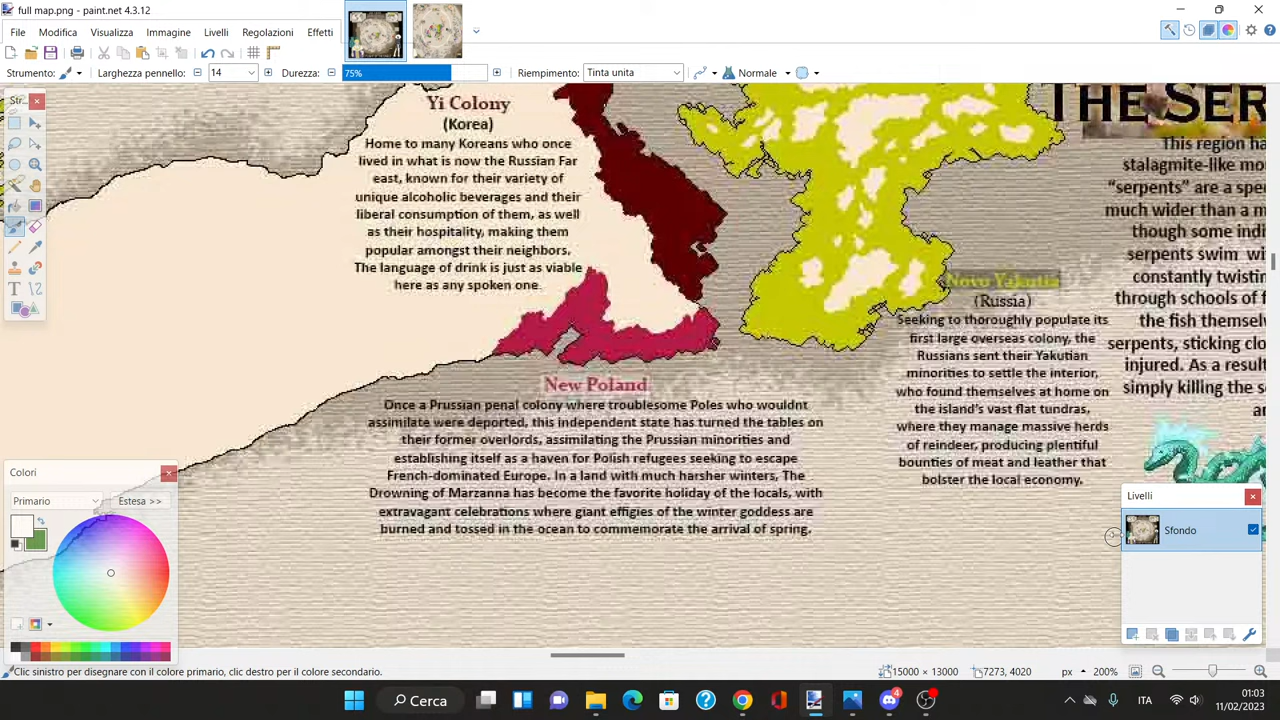 full map.png - paint.net 4.3.12
File Modifica Visualizza Immagine Livelli Regolazioni Effetti
Strumento: Larghezza pennello: 14 Durezza: 75% Riempimento: Tinta unita Normale
Str...
Yi Colony
(Korea)
Home to many Koreans who once
lived in what is now the Russian Far
east, known for their variety of
unique alcoholic beverages and their
liberal consumption of them, as well
as their hospitality, making them
popular amongst their neighbors.
The language of drink is just as viable
here as any spoken one.
New Poland
Once a Prussian penal colony where troublesome Poles who wouldnt
assimilate were deported, this independent state has turned the tables on
their former overlords, assimilating the Prussian minorities and
establishing itself as a haven for Polish refugees seeking to escape
French-dominated Europe. In a land with much harsher winters, The
Drowning of Marzanna has become the favorite holiday of the locals, with
extravagant celebrations where giant effigies of the winter goddess are
burned and tossed in the ocean to commemorate the arrival of spring.
Novo Yakutia
(Russia)
Seeking to thoroughly populate its
first large overseas colony, the
Russians sent their Yakutian
minorities to settle the interior,
who found themselves at home on
the island's vast flat tundras,
where they manage massive herds
of reindeer, producing plentiful
bounties of meat and leather that
bolster the local economy.
The Ser
This region ha
stalagmite-like mo
"serpents" are a spe
much wider than a m
though some indi
serpents swim wi
constantly twistin
through schools of f
the fish themselv
serpents, sticking clo
injured. As a result
simply killing the s
an
Colori
Primario Estesa >>
Livelli
Sfondo
Clic sinistro per disegnare con il colore primario, clic destro per il colore secondario.
15000 × 13000 7273, 4020 px 200%
Cerca
4
ITA
01:03
11/02/2023